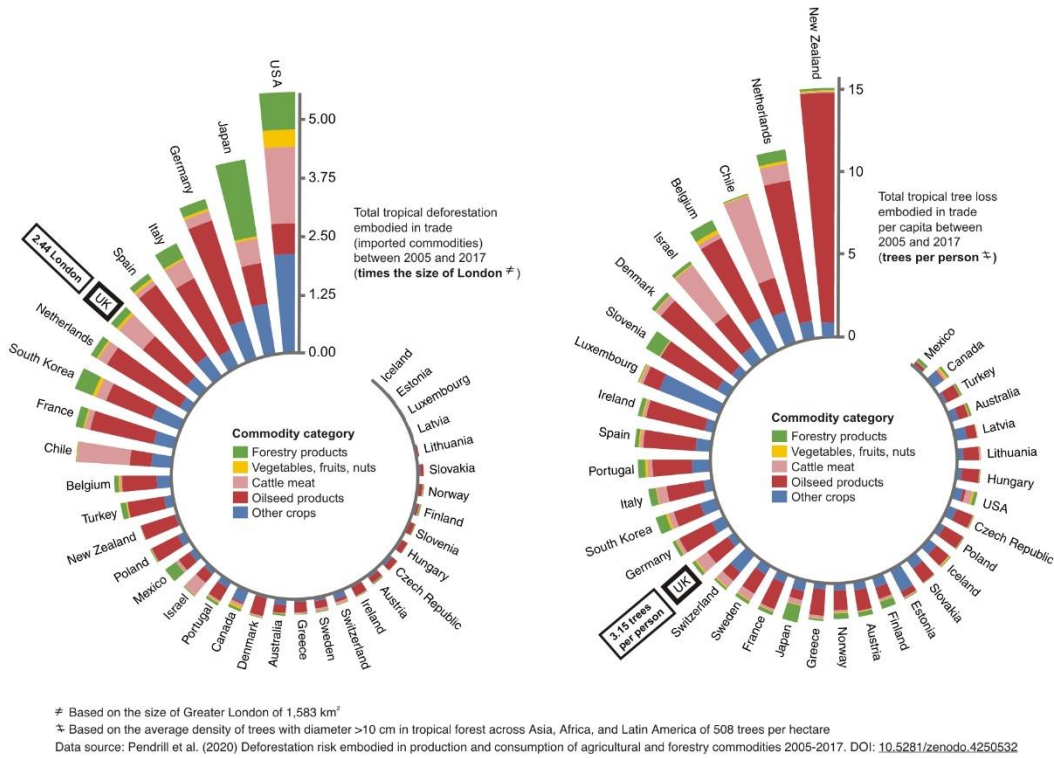 USA
Japan
Germany
Italy
Spain
UK
2.44 London
Netherlands
South Korea
France
Chile
Belgium
Turkey
New Zealand
Poland
Mexico
Israel
Portugal
Canada
Denmark
Australia
Greece
Sweden
Switzerland
Ireland
Austria
Czech Republic
Hungary
Slovenia
Finland
Norway
Slovakia
Lithuania
Latvia
Luxembourg
Estonia
Iceland
5.00
3.75
2.50
1.25
0.00
Total tropical deforestation
embodied in trade
(imported commodities)
between 2005 and 2017
(times the size of London ≠)
Commodity category
Forestry products
Vegetables, fruits, nuts
Cattle meat
Oilseed products
Other crops
New Zealand
Netherlands
Chile
Belgium
Israel
Denmark
Slovenia
Luxembourg
Ireland
Spain
Portugal
Italy
South Korea
Germany
UK
3.15 trees
per person
Switzerland
Sweden
France
Japan
Greece
Norway
Austria
Finland
Estonia
Slovakia
Iceland
Poland
Czech Republic
USA
Hungary
Lithuania
Latvia
Australia
Turkey
Canada
Mexico
15
10
5
0
Total tropical tree loss
embodied in trade
per capita between
2005 and 2017
(trees per person ⨧)
Commodity category
Forestry products
Vegetables, fruits, nuts
Cattle meat
Oilseed products
Other crops
≠ Based on the size of Greater London of 1,583 km²
⨧ Based on the average density of trees with diameter >10 cm in tropical forest across Asia, Africa, and Latin America of 508 trees per hectare
Data source: Pendrill et al. (2020) Deforestation risk embodied in production and consumption of agricultural and forestry commodities 2005-2017. DOI: 10.5281/zenodo.4250532